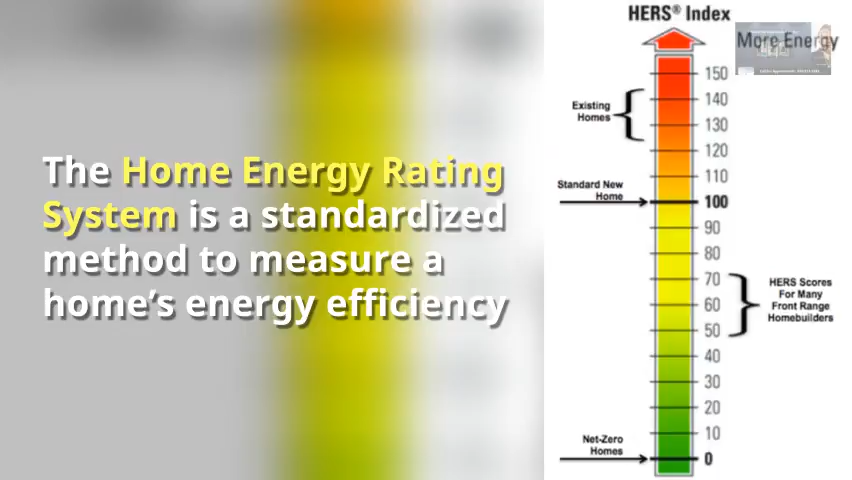 The Home Energy Rating
System is a standardized
method to measure a
home's energy efficiency
HERS® Index
More Energy
150
140
130
120
110
100
90
80
70
60
50
40
30
20
10
0
Existing
Homes
Standard New
Home
HERS Scores
For Many
Front Range
Homebuilders
Net-Zero
Homes